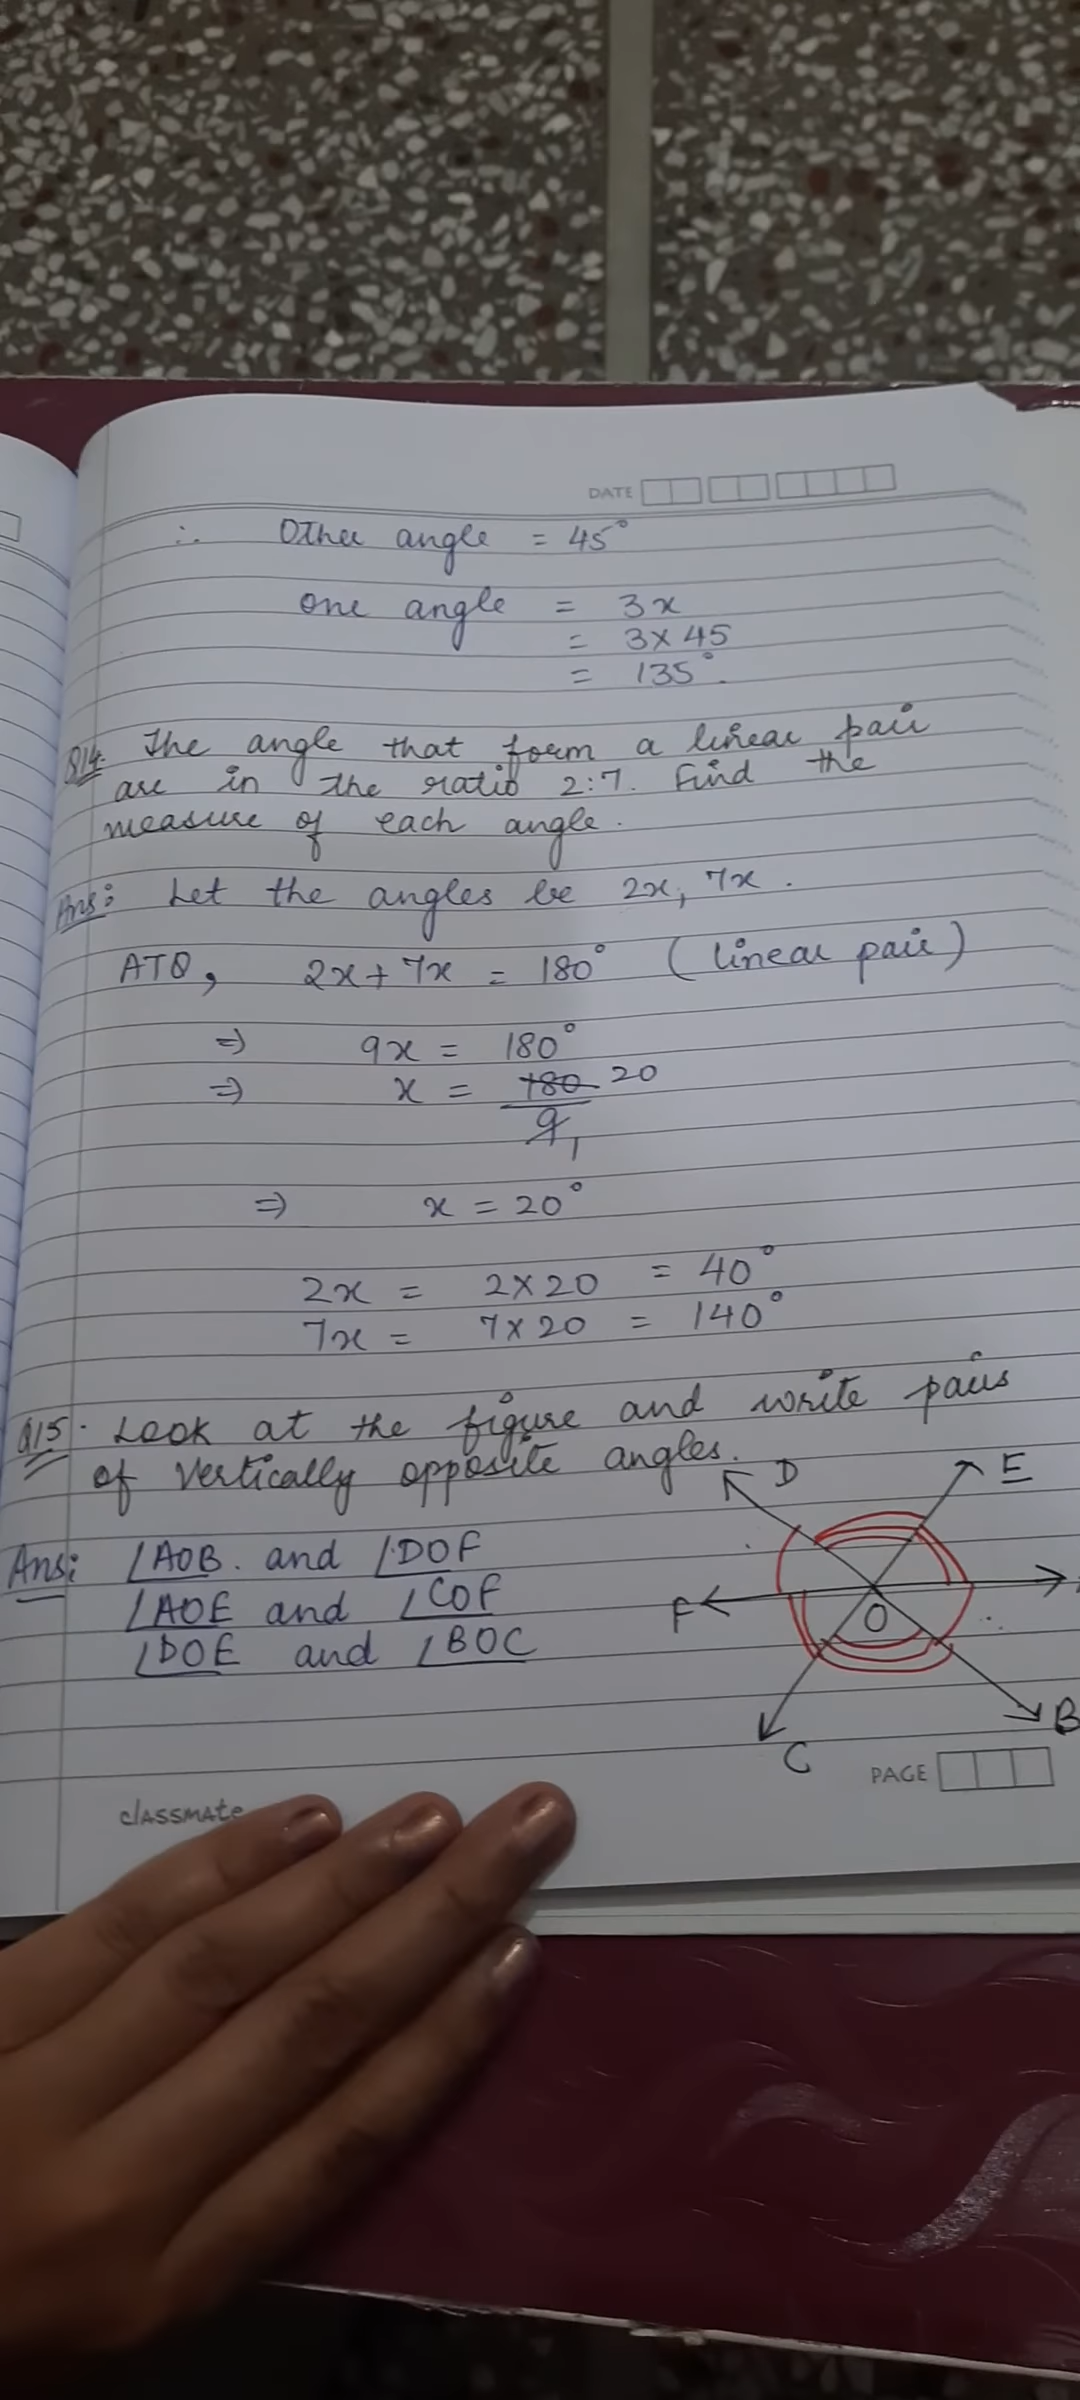 DATE
∴ Other angle = 45°
One angle = 3x
= 3×45
= 135°.
Q14. The angle that form a linear pair
are in the ratio 2:7. Find the
measure of each angle.
Ans: Let the angles be 2x, 7x.
ATQ, 2x+7x = 180° (linear pair)
⇒ 9x = 180°
⇒ x = 180 20
9 1
⇒ x = 20°
2x = 2×20 = 40°
7x = 7×20 = 140°
Q15. Look at the figure and write pairs
of vertically opposite angles.
D E
Ans: ∠AOB. and ∠DOF
∠AOE and ∠COF
F O
∠DOE and ∠BOC
B
C
PAGE
classmate